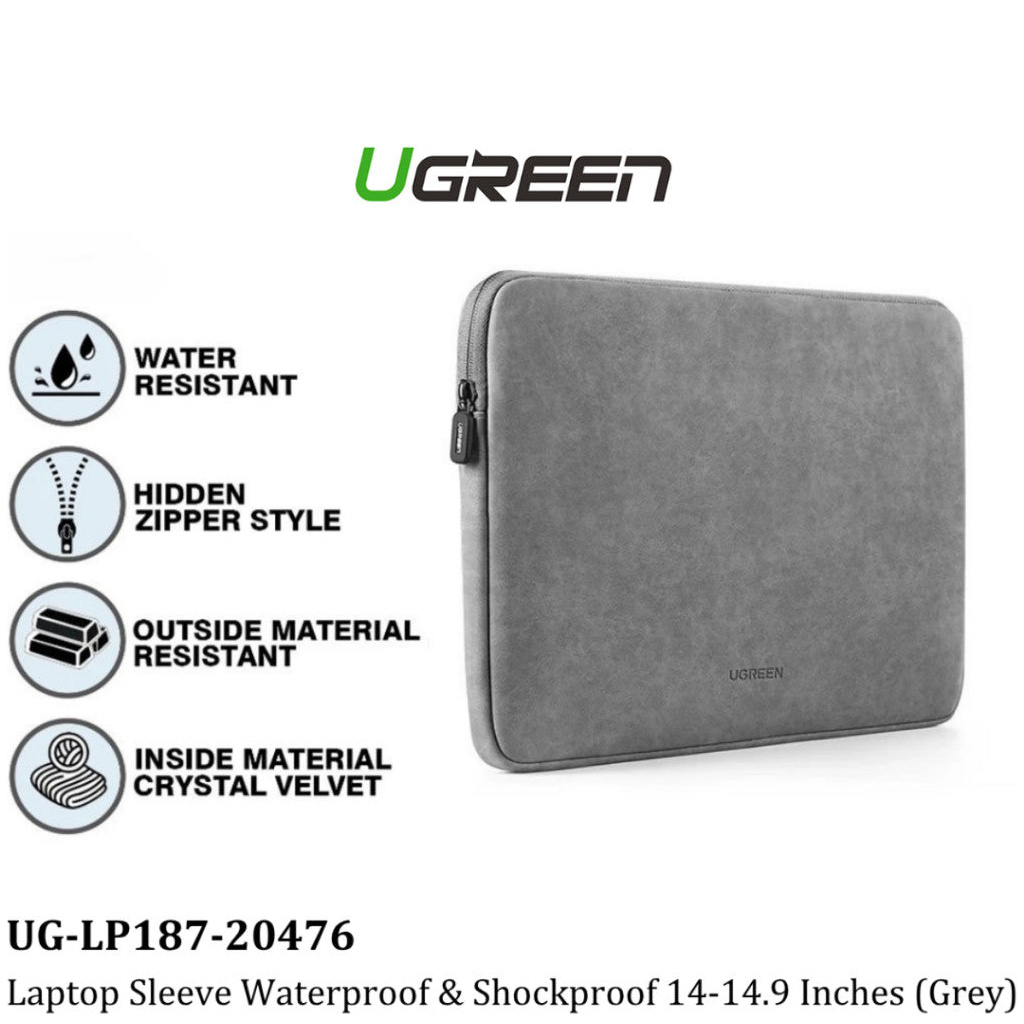 UGREEN
WATER
RESISTANT
HIDDEN
ZIPPER STYLE
UGREEN
OUTSIDE MATERIAL
RESISTANT
UGREEN
INSIDE MATERIAL
CRYSTAL VELVET
UG-LP187-20476
Laptop Sleeve Waterproof & Shockproof 14-14.9 Inches (Grey)